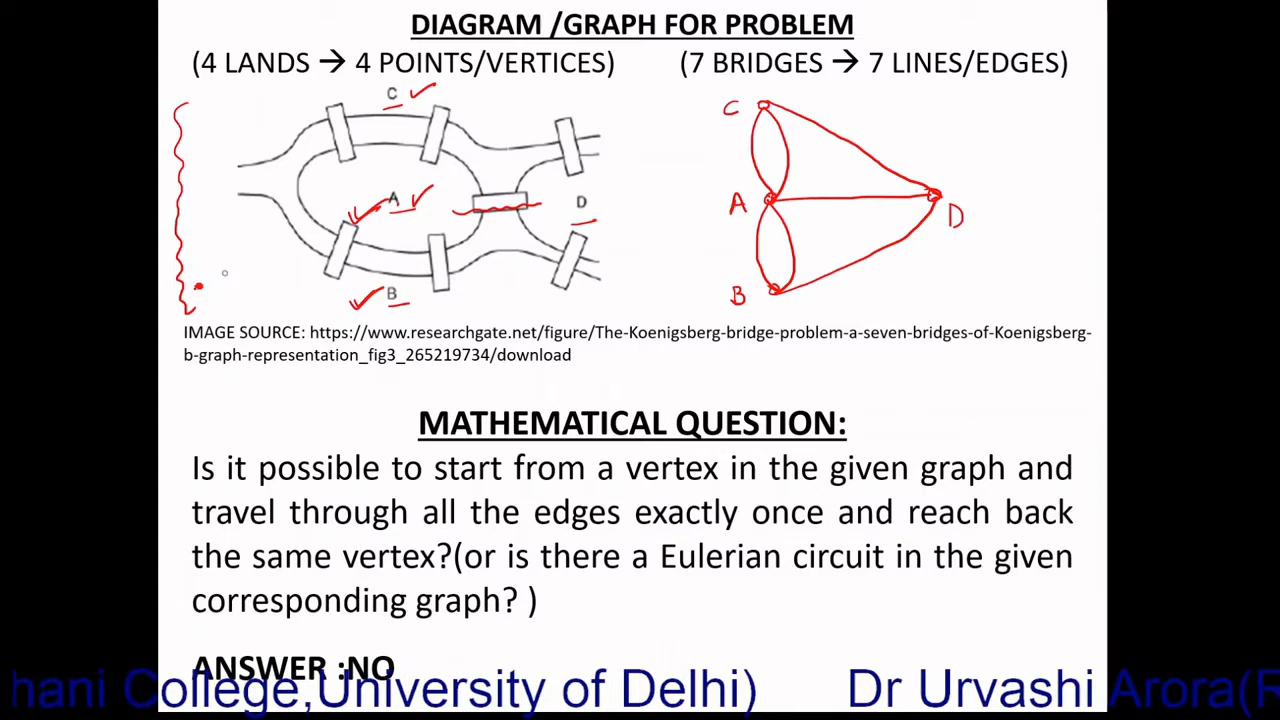 DIAGRAM /GRAPH FOR PROBLEM
(4 LANDS → 4 POINTS/VERTICES) (7 BRIDGES → 7 LINES/EDGES)
C
A
D
B
C
A
D
B
IMAGE SOURCE: https://www.researchgate.net/figure/The-Koenigsberg-bridge-problem-a-seven-bridges-of-Koenigsberg-
b-graph-representation_fig3_265219734/download
MATHEMATICAL QUESTION:
Is it possible to start from a vertex in the given graph and
travel through all the edges exactly once and reach back
the same vertex?(or is there a Eulerian circuit in the given
corresponding graph? )
ANSWER :NO
hani College,University of Delhi) Dr Urvashi Arora(R